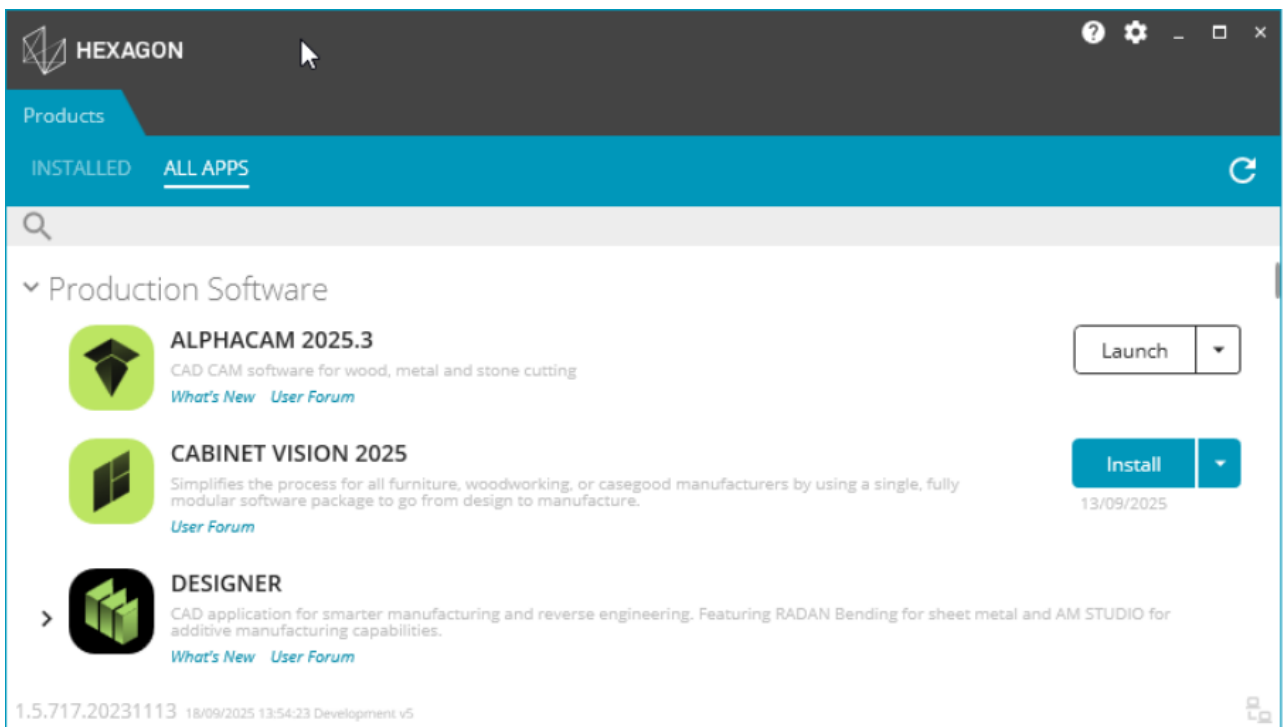 HEXAGON
Products
INSTALLED ALL APPS
Production Software
ALPHACAM 2025.3
CAD CAM software for wood, metal and stone cutting
What's New User Forum
Launch
CABINET VISION 2025
Simplifies the process for all furniture, woodworking, or casegood manufacturers by using a single, fully
modular software package to go from design to manufacture.
User Forum
Install
13/09/2025
DESIGNER
CAD application for smarter manufacturing and reverse engineering. Featuring RADAN Bending for sheet metal and AM STUDIO for
additive manufacturing capabilities.
What's New User Forum
1.5.717.20231113 18/09/2025 13:54:23 Development v5